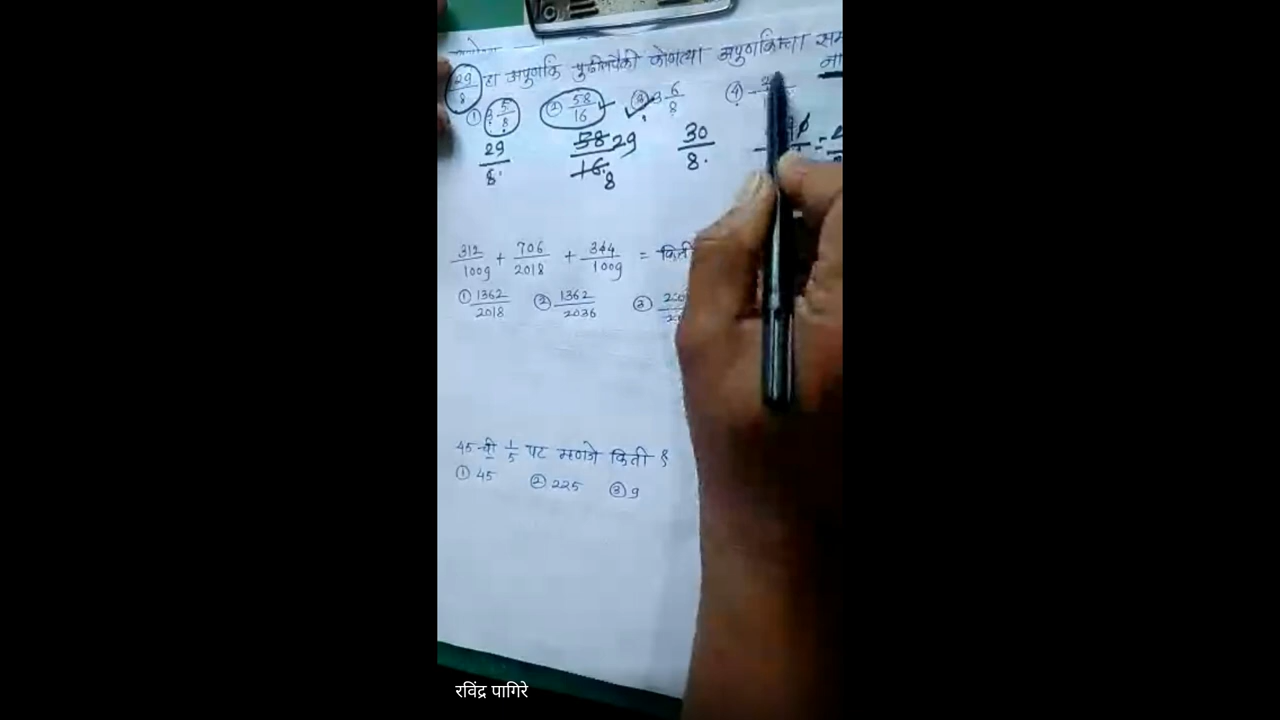 29/8 हा अपूर्णांक पुढीलपैकी कोणत्या अपूर्णांकाच्या सम
ना
① 3 5/8 ② 58/16 ③ 3 6/8 ④
29/8 58/16 29/8 30/8
312/1009 + 706/2018 + 344/1009 = किती
① 1362/2018 ② 1362/2036 ③
45 ची 1/5 पट म्हणजे किती ?
① 45 ② 225 ③ 9
रविंद्र पागिरे